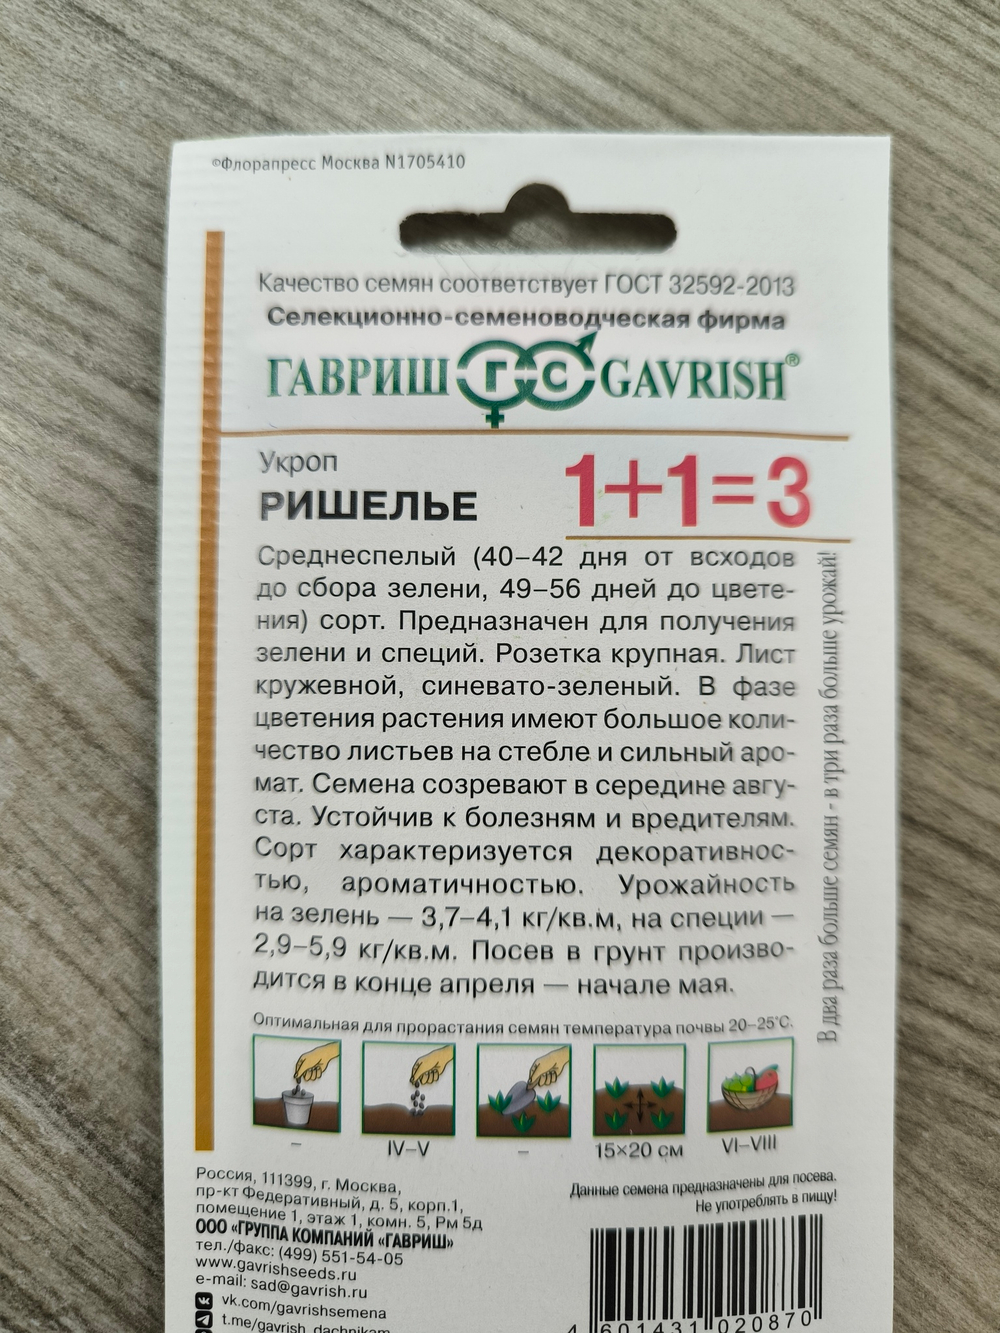 ©Флорапресс Москва N1705410
Качество семян соответствует ГОСТ 32592-2013
Селекционно-семеноводческая фирма
ГАВРИШ ГС GAVRISH®
Укроп
РИШЕЛЬЕ
1+1=3
Среднеспелый (40–42 дня от всходов
до сбора зелени, 49–56 дней до цвете-
ния) сорт. Предназначен для получения
зелени и специй. Розетка крупная. Лист
кружевной, синевато-зеленый. В фазе
цветения растения имеют большое коли-
чество листьев на стебле и сильный аро-
мат. Семена созревают в середине авгу-
ста. Устойчив к болезням и вредителям.
Сорт характеризуется декоративнос-
тью, ароматичностью. Урожайность
на зелень — 3,7–4,1 кг/кв.м, на специи —
2,9–5,9 кг/кв.м. Посев в грунт произво-
дится в конце апреля — начале мая.
В два раза больше семян - в три раза больше урожай!
Оптимальная для прорастания семян температура почвы 20–25°С.
– IV–V – 15×20 см VI–VIII
Россия, 111399, г. Москва,
пр-кт Федеративный, д. 5, корп.1,
помещение 1, этаж 1, комн. 5, Рм 5д
ООО «ГРУППА КОМПАНИЙ «ГАВРИШ»
тел./факс: (499) 551-54-05
www.gavrishseeds.ru
e-mail: sad@gavrish.ru
vk.com/gavrishsemena
t.me/gavrish_dachnikam
Данные семена предназначены для посева.
Не употреблять в пищу!
4 601431 020870